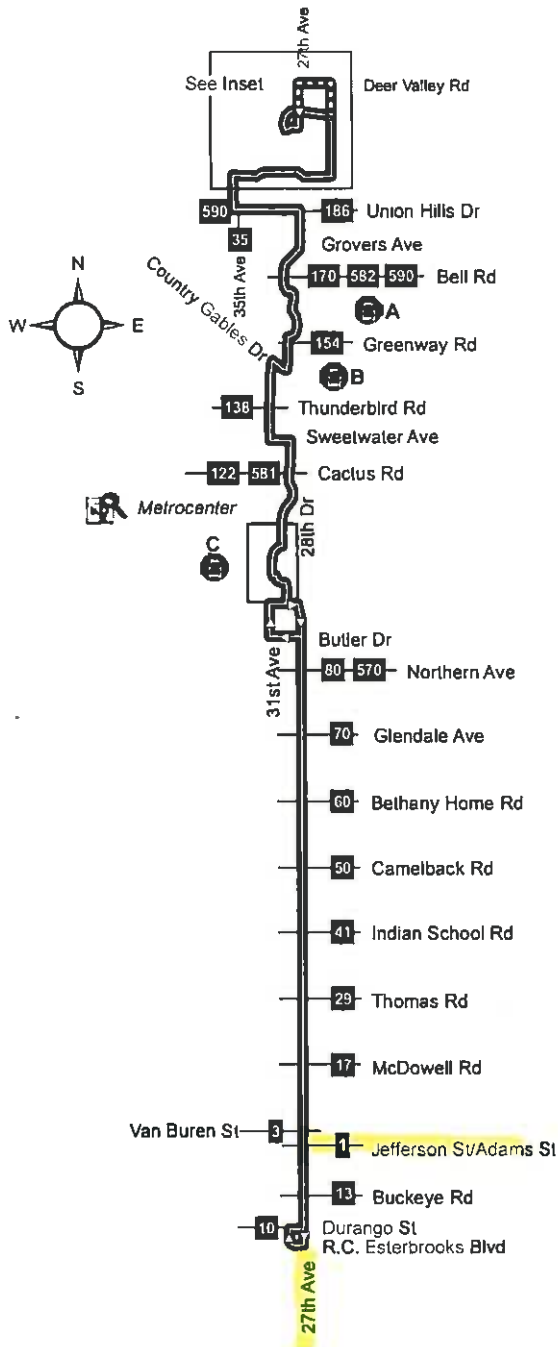 27th Ave
See Inset
Deer Valley Rd
590
186 Union Hills Dr
35
35th Ave
Grovers Ave
170 582 590 Bell Rd
A
Country Gables Dr
N
W E
S
154 Greenway Rd
B
138 Thunderbird Rd
Sweetwater Ave
122 581 Cactus Rd
Metrocenter
28th Dr
C
Butler Dr
31st Ave
80 570 Northern Ave
70 Glendale Ave
60 Bethany Home Rd
50 Camelback Rd
41 Indian School Rd
29 Thomas Rd
17 McDowell Rd
Van Buren St 3
1 Jefferson St/Adams St
13 Buckeye Rd
10 Durango St
R.C. Esterbrooks Blvd
27th Ave